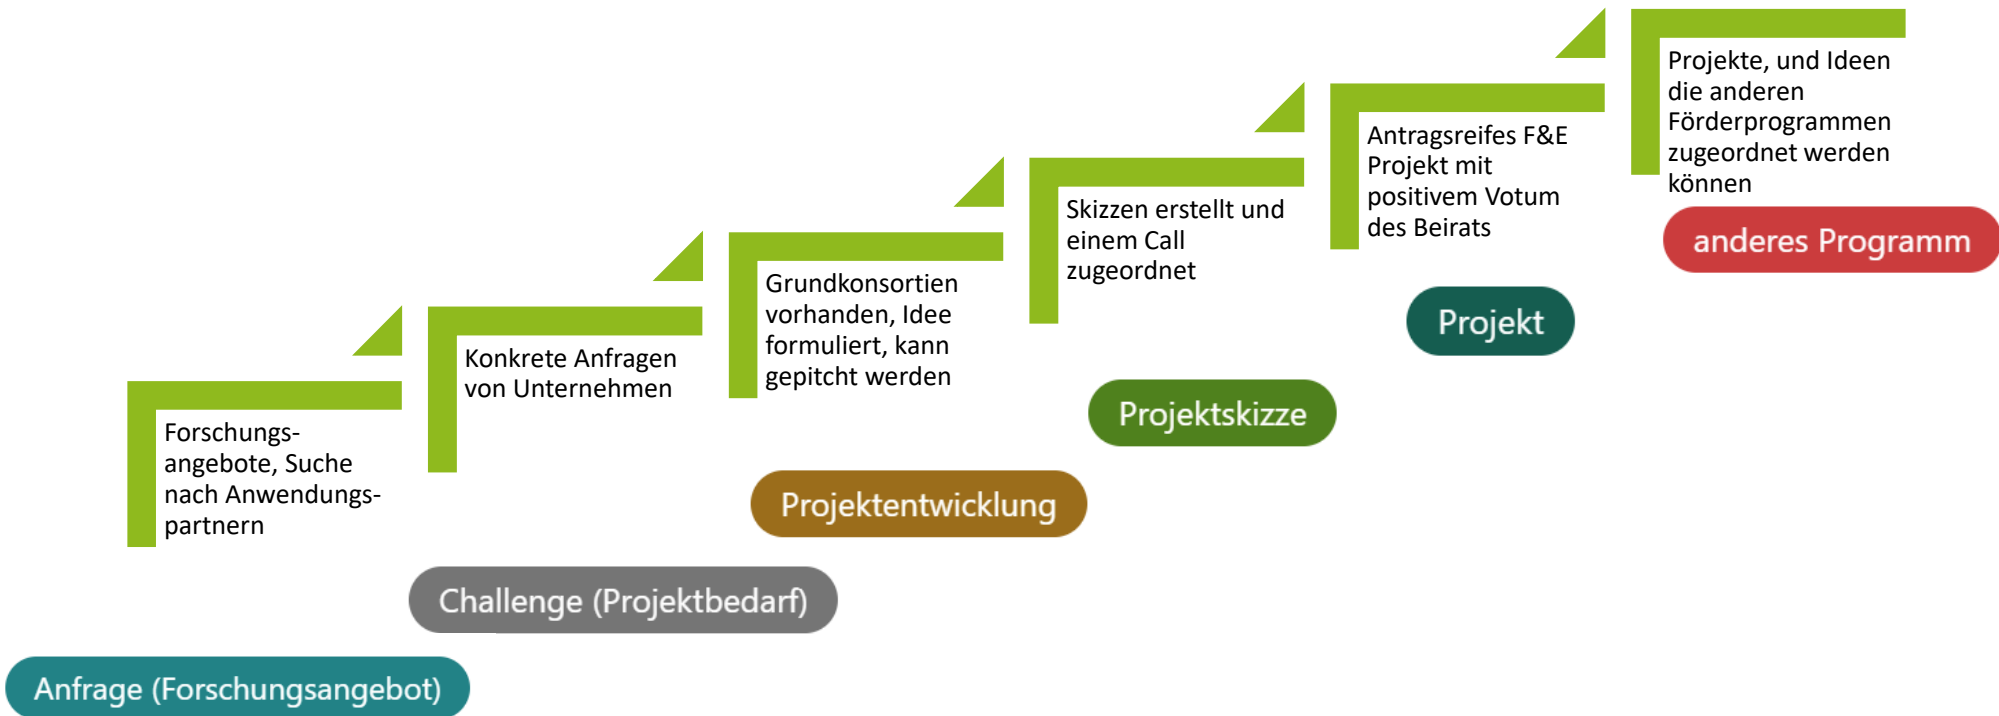 Forschungs-
angebote, Suche
nach Anwendungs-
partnern
Anfrage (Forschungsangebot)
Konkrete Anfragen
von Unternehmen
Challenge (Projektbedarf)
Grundkonsortien
vorhanden, Idee
formuliert, kann
gepitcht werden
Projektentwicklung
Skizzen erstellt und
einem Call
zugeordnet
Projektskizze
Antragsreifes F&E
Projekt mit
positivem Votum
des Beirats
Projekt
Projekte, und Ideen
die anderen
Förderprogrammen
zugeordnet werden
können
anderes Programm